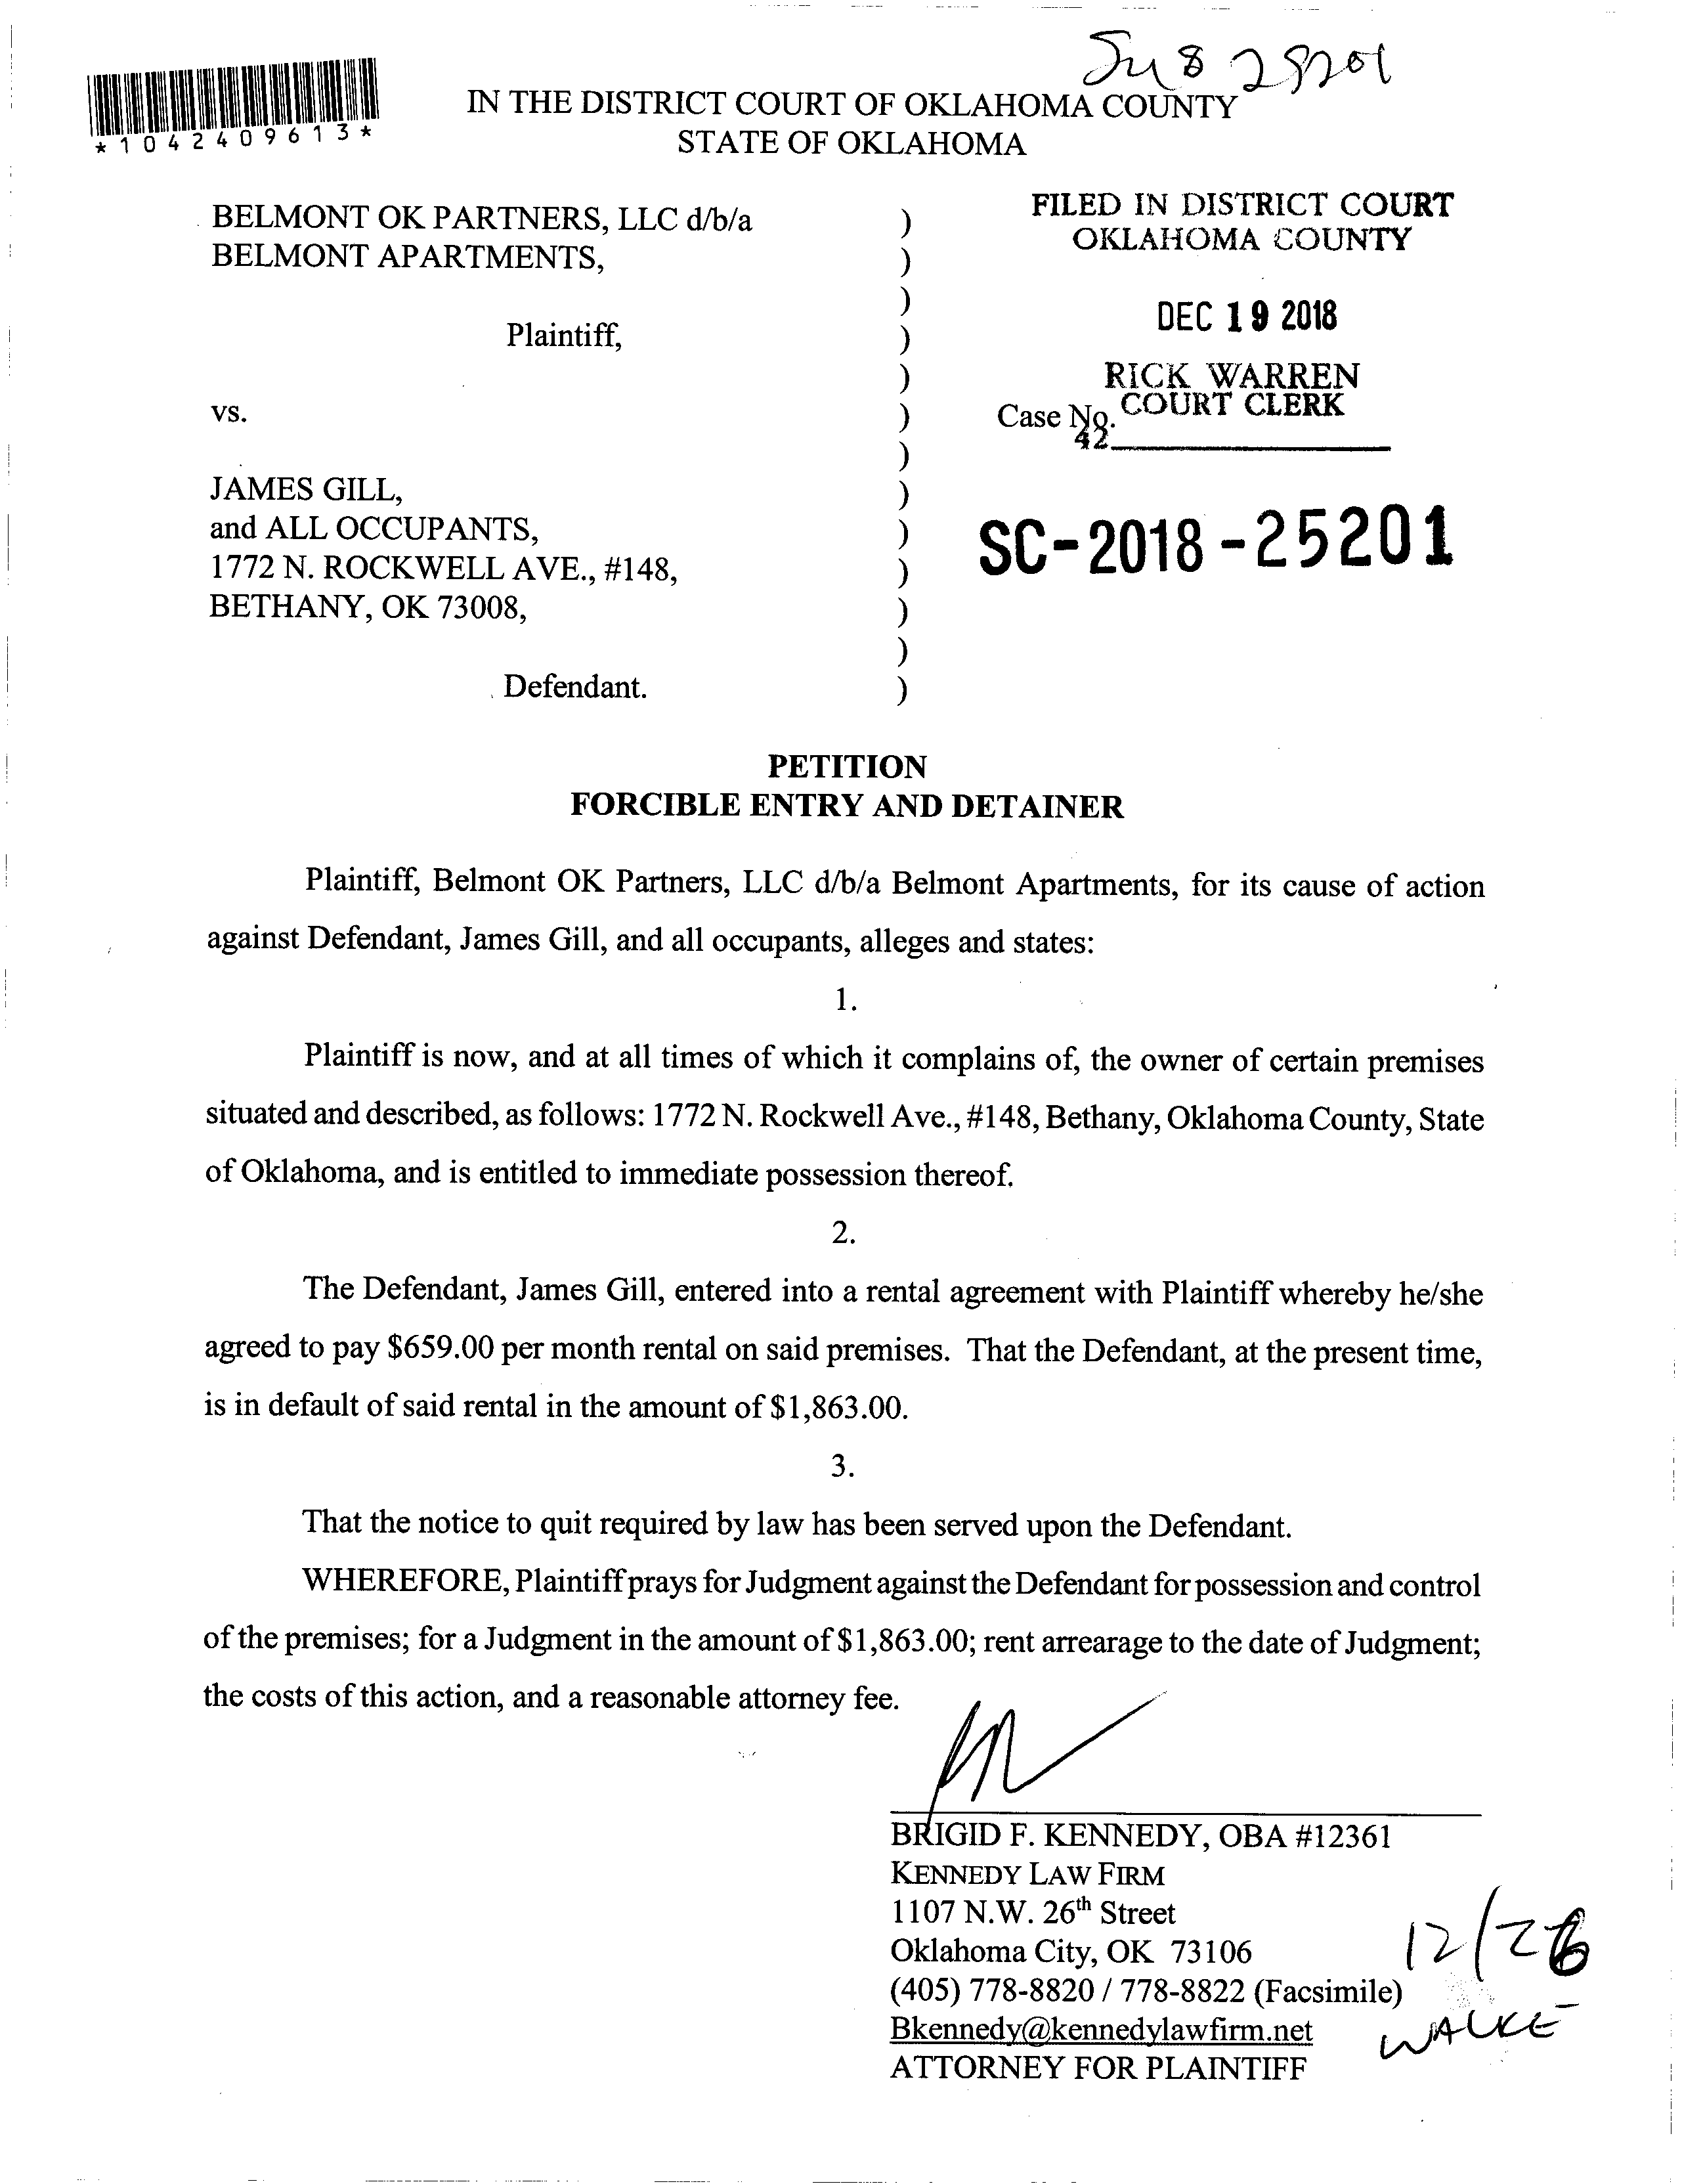 IN THE DISTRICT COURT OF OKLAHOMA COUNTY
STATE OF OKLAHOMA
*1042409613*
BELMONT OK PARTNERS, LLC d/b/a
BELMONT APARTMENTS,
Plaintiff,
vs.
JAMES GILL,
and ALL OCCUPANTS,
1772 N. ROCKWELL AVE., #148,
BETHANY, OK 73008,
Defendant.
)
)
)
)
)
)
)
)
)
)
)
)
)
FILED IN DISTRICT COURT
OKLAHOMA COUNTY
DEC 19 2018
RICK WARREN
COURT CLERK
Case No.
42
SC-2018-25201
PETITION
FORCIBLE ENTRY AND DETAINER
Plaintiff, Belmont OK Partners, LLC d/b/a Belmont Apartments, for its cause of action
against Defendant, James Gill, and all occupants, alleges and states:
1.
Plaintiff is now, and at all times of which it complains of, the owner of certain premises
situated and described, as follows: 1772 N. Rockwell Ave., #148, Bethany, Oklahoma County, State
of Oklahoma, and is entitled to immediate possession thereof.
2.
The Defendant, James Gill, entered into a rental agreement with Plaintiff whereby he/she
agreed to pay $659.00 per month rental on said premises. That the Defendant, at the present time,
is in default of said rental in the amount of $1,863.00.
3.
That the notice to quit required by law has been served upon the Defendant.
WHEREFORE, Plaintiff prays for Judgment against the Defendant for possession and control
of the premises; for a Judgment in the amount of $1,863.00; rent arrearage to the date of Judgment;
the costs of this action, and a reasonable attorney fee.
BRIGID F. KENNEDY, OBA #12361
KENNEDY LAW FIRM
1107 N.W. 26th Street
Oklahoma City, OK 73106
(405) 778-8820 / 778-8822 (Facsimile)
Bkennedy@kennedylawfirm.net
ATTORNEY FOR PLAINTIFF